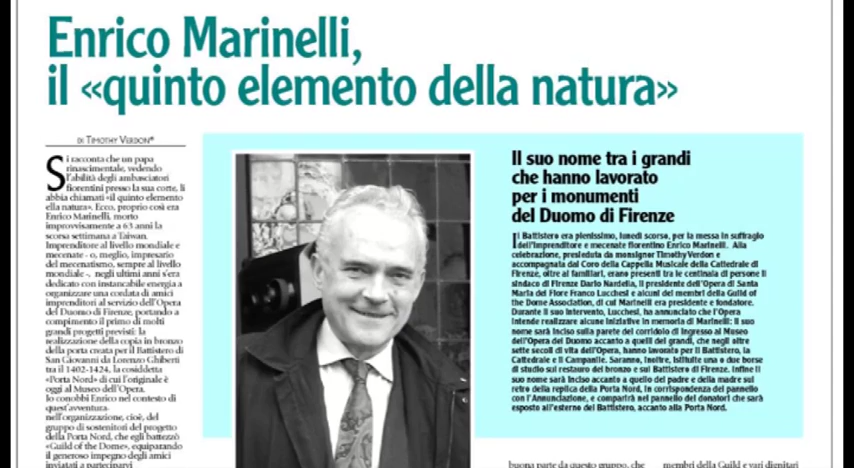 Enrico Marinelli,
il «quinto elemento della natura»
DI TIMOTHY VERDON*
Si racconta che un papa
rinascimentale, vedendo
l'abilità degli ambasciatori
fiorentini presso la sua corte, li
abbia chiamati «il quinto elemento
ella natura». Ecco, proprio così era
Enrico Marinelli, morto
improvvisamente a 63 anni la
scorsa settimana a Taiwan.
Imprenditore al livello mondiale e
mecenate - o, meglio, impresario
del mecenatismo, sempre al livello
mondiale -, negli ultimi anni s'era
dedicato con instancabile energia a
organizzare una cordata di amici
imprenditori al servizio dell'Opera
del Duomo di Firenze, portando a
compimento il primo di molti
grandi progetti previsti: la
realizzazione della copia in bronzo
della porta creata per il Battistero di
San Giovanni da Lorenzo Ghiberti
tra il 1402-1424, la cosiddetta
«Porta Nord» di cui l'originale è
oggi al Museo dell'Opera.
Io conobbi Enrico nel contesto di
quest'avventura-
nell'organizzazione, cioè, del
gruppo di sostenitori del progetto
della Porta Nord, che egli battezzò
«Guild of the Dome», equiparando
il generoso impegno degli amici
invitati a parteciparvi
Il suo nome tra i grandi
che hanno lavorato
per i monumenti
del Duomo di Firenze
Il Battistero era pienissimo, lunedì scorso, per la messa in suffragio
dell'imprenditore e mecenate fiorentino Enrico Marinelli. Alla
celebrazione, presieduta da monsignor Timothy Verdon e
accompagnata dal Coro della Cappella Musicale della Cattedrale di
Firenze, oltre ai familiari, erano presenti tra le centinaia di persone il
sindaco di Firenze Dario Nardella, il presidente dell'Opera di Santa
Maria del Fiore Franco Lucchesi e alcuni dei membri della Guild of
the Dome Association, di cui Marinelli era presidente e fondatore.
Durante il suo intervento, Lucchesi, ha annunciato che l'Opera
intende realizzare alcune iniziative in memoria di Marinelli: il suo
nome sarà inciso sulla parete del corridoio di ingresso al Museo
dell'Opera del Duomo accanto a quelli dei grandi, che negli oltre
sette secoli di vita dell'Opera, hanno lavorato per il Battistero, la
Cattedrale e il Campanile. Saranno, inoltre, istituite una o due borse
di studio sul restauro del bronzo e sul Battistero di Firenze. Infine il
suo nome sarà inciso accanto a quello del padre e della madre sul
retro della replica della Porta Nord, in corrispondenza del pannello
con l'Annunciazione, e comparirà nel pannello dei donatori che sarà
esposto all'esterno del Battistero, accanto alla Porta Nord.
buona parte da questo gruppo, che
membri della Guild e vari dignitari